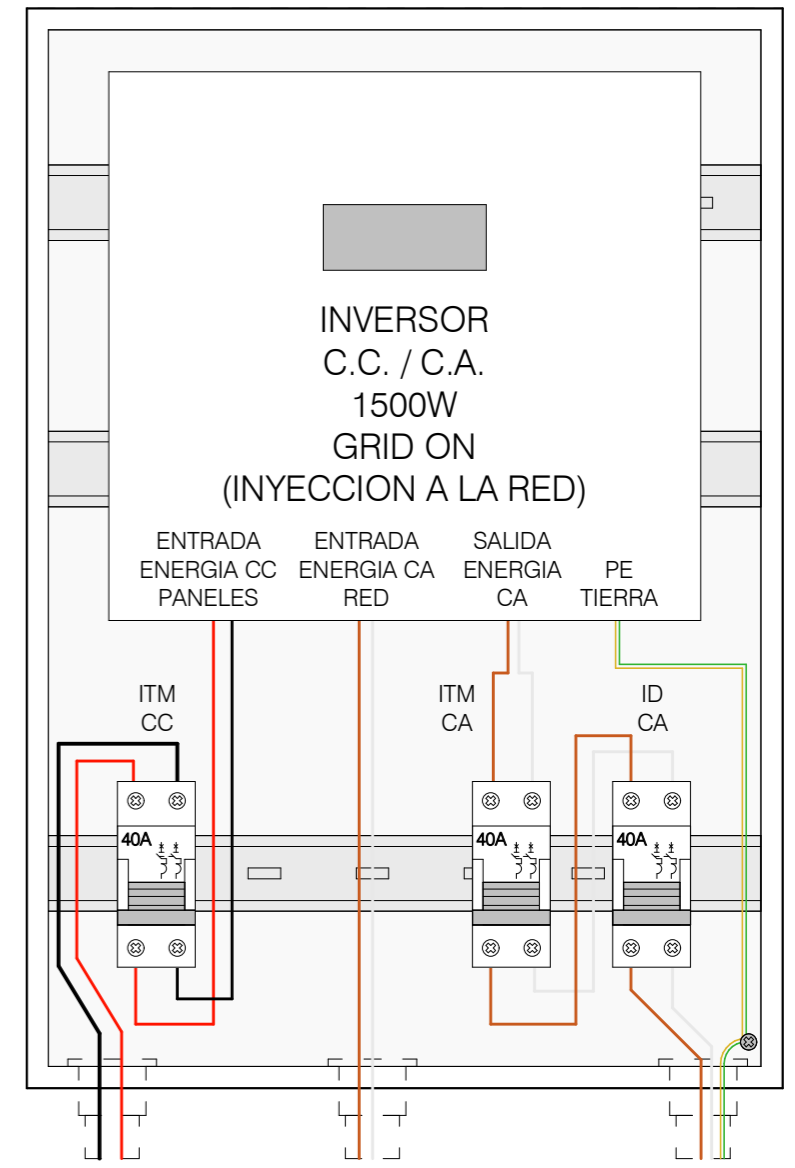 INVERSOR
C.C. / C.A.
1500W
GRID ON
(INYECCION A LA RED)
ENTRADA
ENERGIA CC
PANELES
ENTRADA
ENERGIA CA
RED
SALIDA
ENERGIA
CA
PE
TIERRA
ITM
CC
ITM
CA
ID
CA
40A
40A
40A